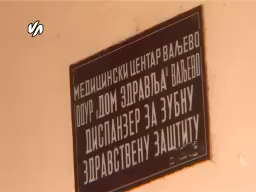 МЕДИЦИНСКИ ЦЕНТАР ВАЉЕВО
ООУР „ДОМ ЗДРАВЉА" ВАЉЕВО
ДИСПАНЗЕР ЗА ЗУБНУ
ЗДРАВСТВЕНУ ЗАШТИТУ